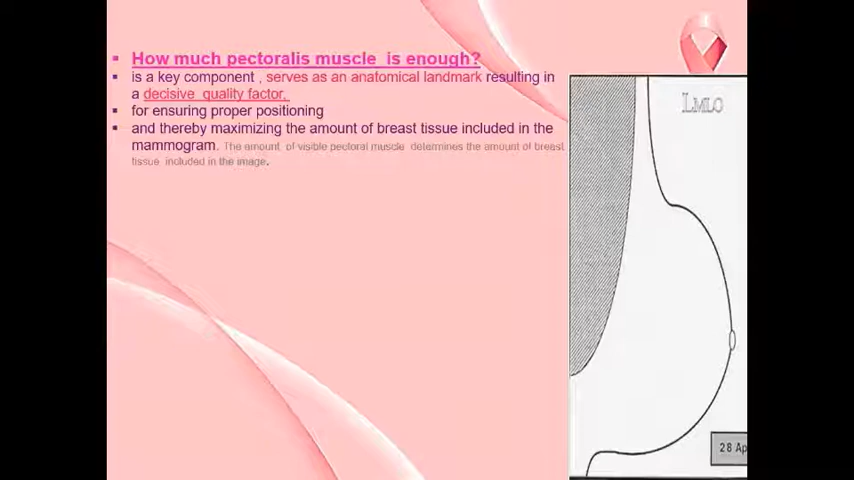 How much pectoralis muscle is enough?
is a key component , serves as an anatomical landmark resulting in
a decisive quality factor.
for ensuring proper positioning
and thereby maximizing the amount of breast tissue included in the
mammogram. The amount of visible pectoral muscle determines the amount of breast
tissue included in the image.
LMLO
28 Ap